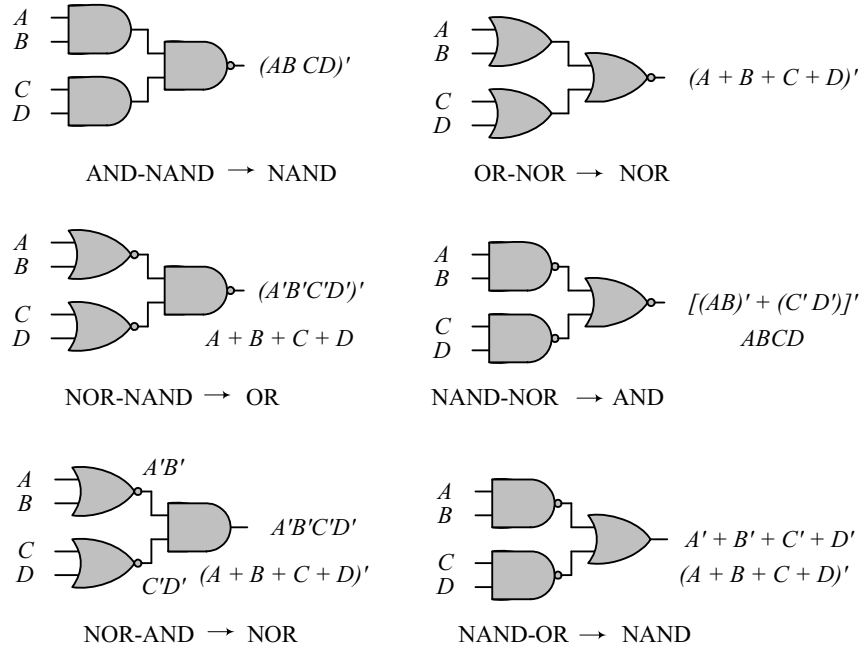 A
B
C
D
(AB CD)'
AND-NAND → NAND
A
B
C
D
(A + B + C + D)'
OR-NOR → NOR
A
B
C
D
(A'B'C'D')'
A + B + C + D
NOR-NAND → OR
A
B
C
D
[(AB)' + (C' D')]'
ABCD
NAND-NOR → AND
A
B
C
D
A'B'
C'D'
A'B'C'D'
(A + B + C + D)'
NOR-AND → NOR
A
B
C
D
A' + B' + C' + D'
(A + B + C + D)'
NAND-OR → NAND